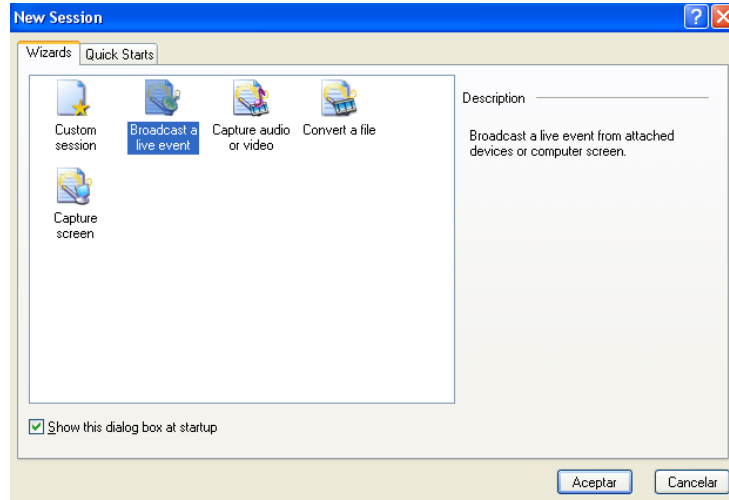 New Session
Wizards
Quick Starts
Custom
session
Broadcast a
live event
Capture audio
or video
Convert a file
Capture
screen
Description
Broadcast a live event from attached
devices or computer screen.
Show this dialog box at startup
Aceptar
Cancelar